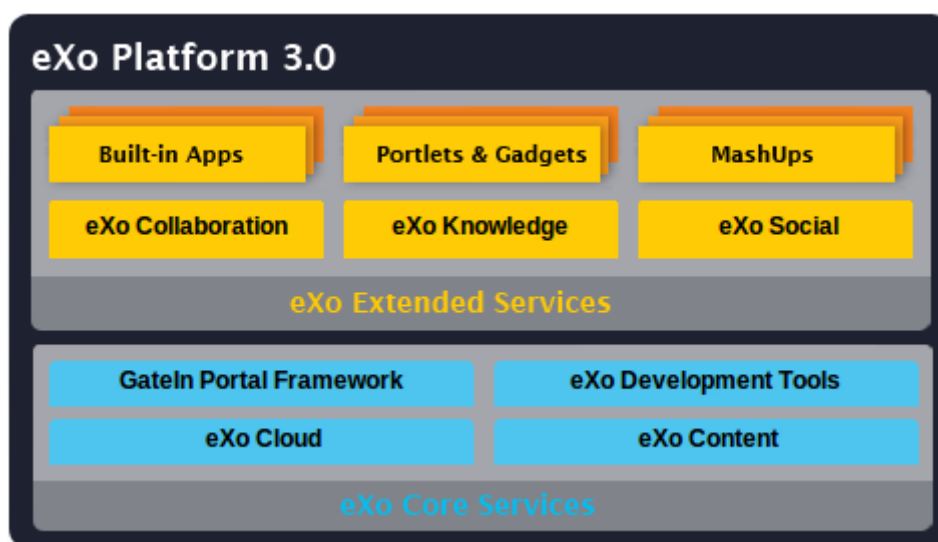 eXo Platform 3.0
Built-in Apps
Portlets & Gadgets
MashUps
eXo Collaboration
eXo Knowledge
eXo Social
eXo Extended Services
GateIn Portal Framework
eXo Development Tools
eXo Cloud
eXo Content
eXo Core Services